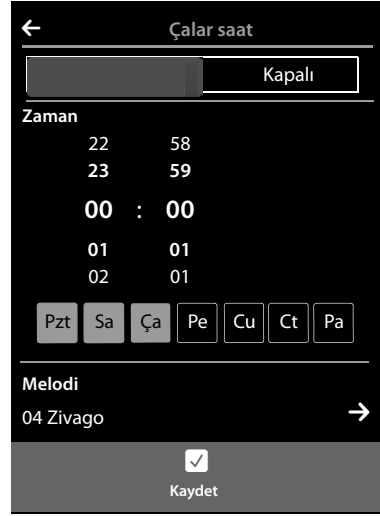 Çalar saat
Kapalı
Zaman
22 58
23 59
00 : 00
01 01
02 01
Pzt Sa Ça Pe Cu Ct Pa
Melodi
04 Zivago
Kaydet